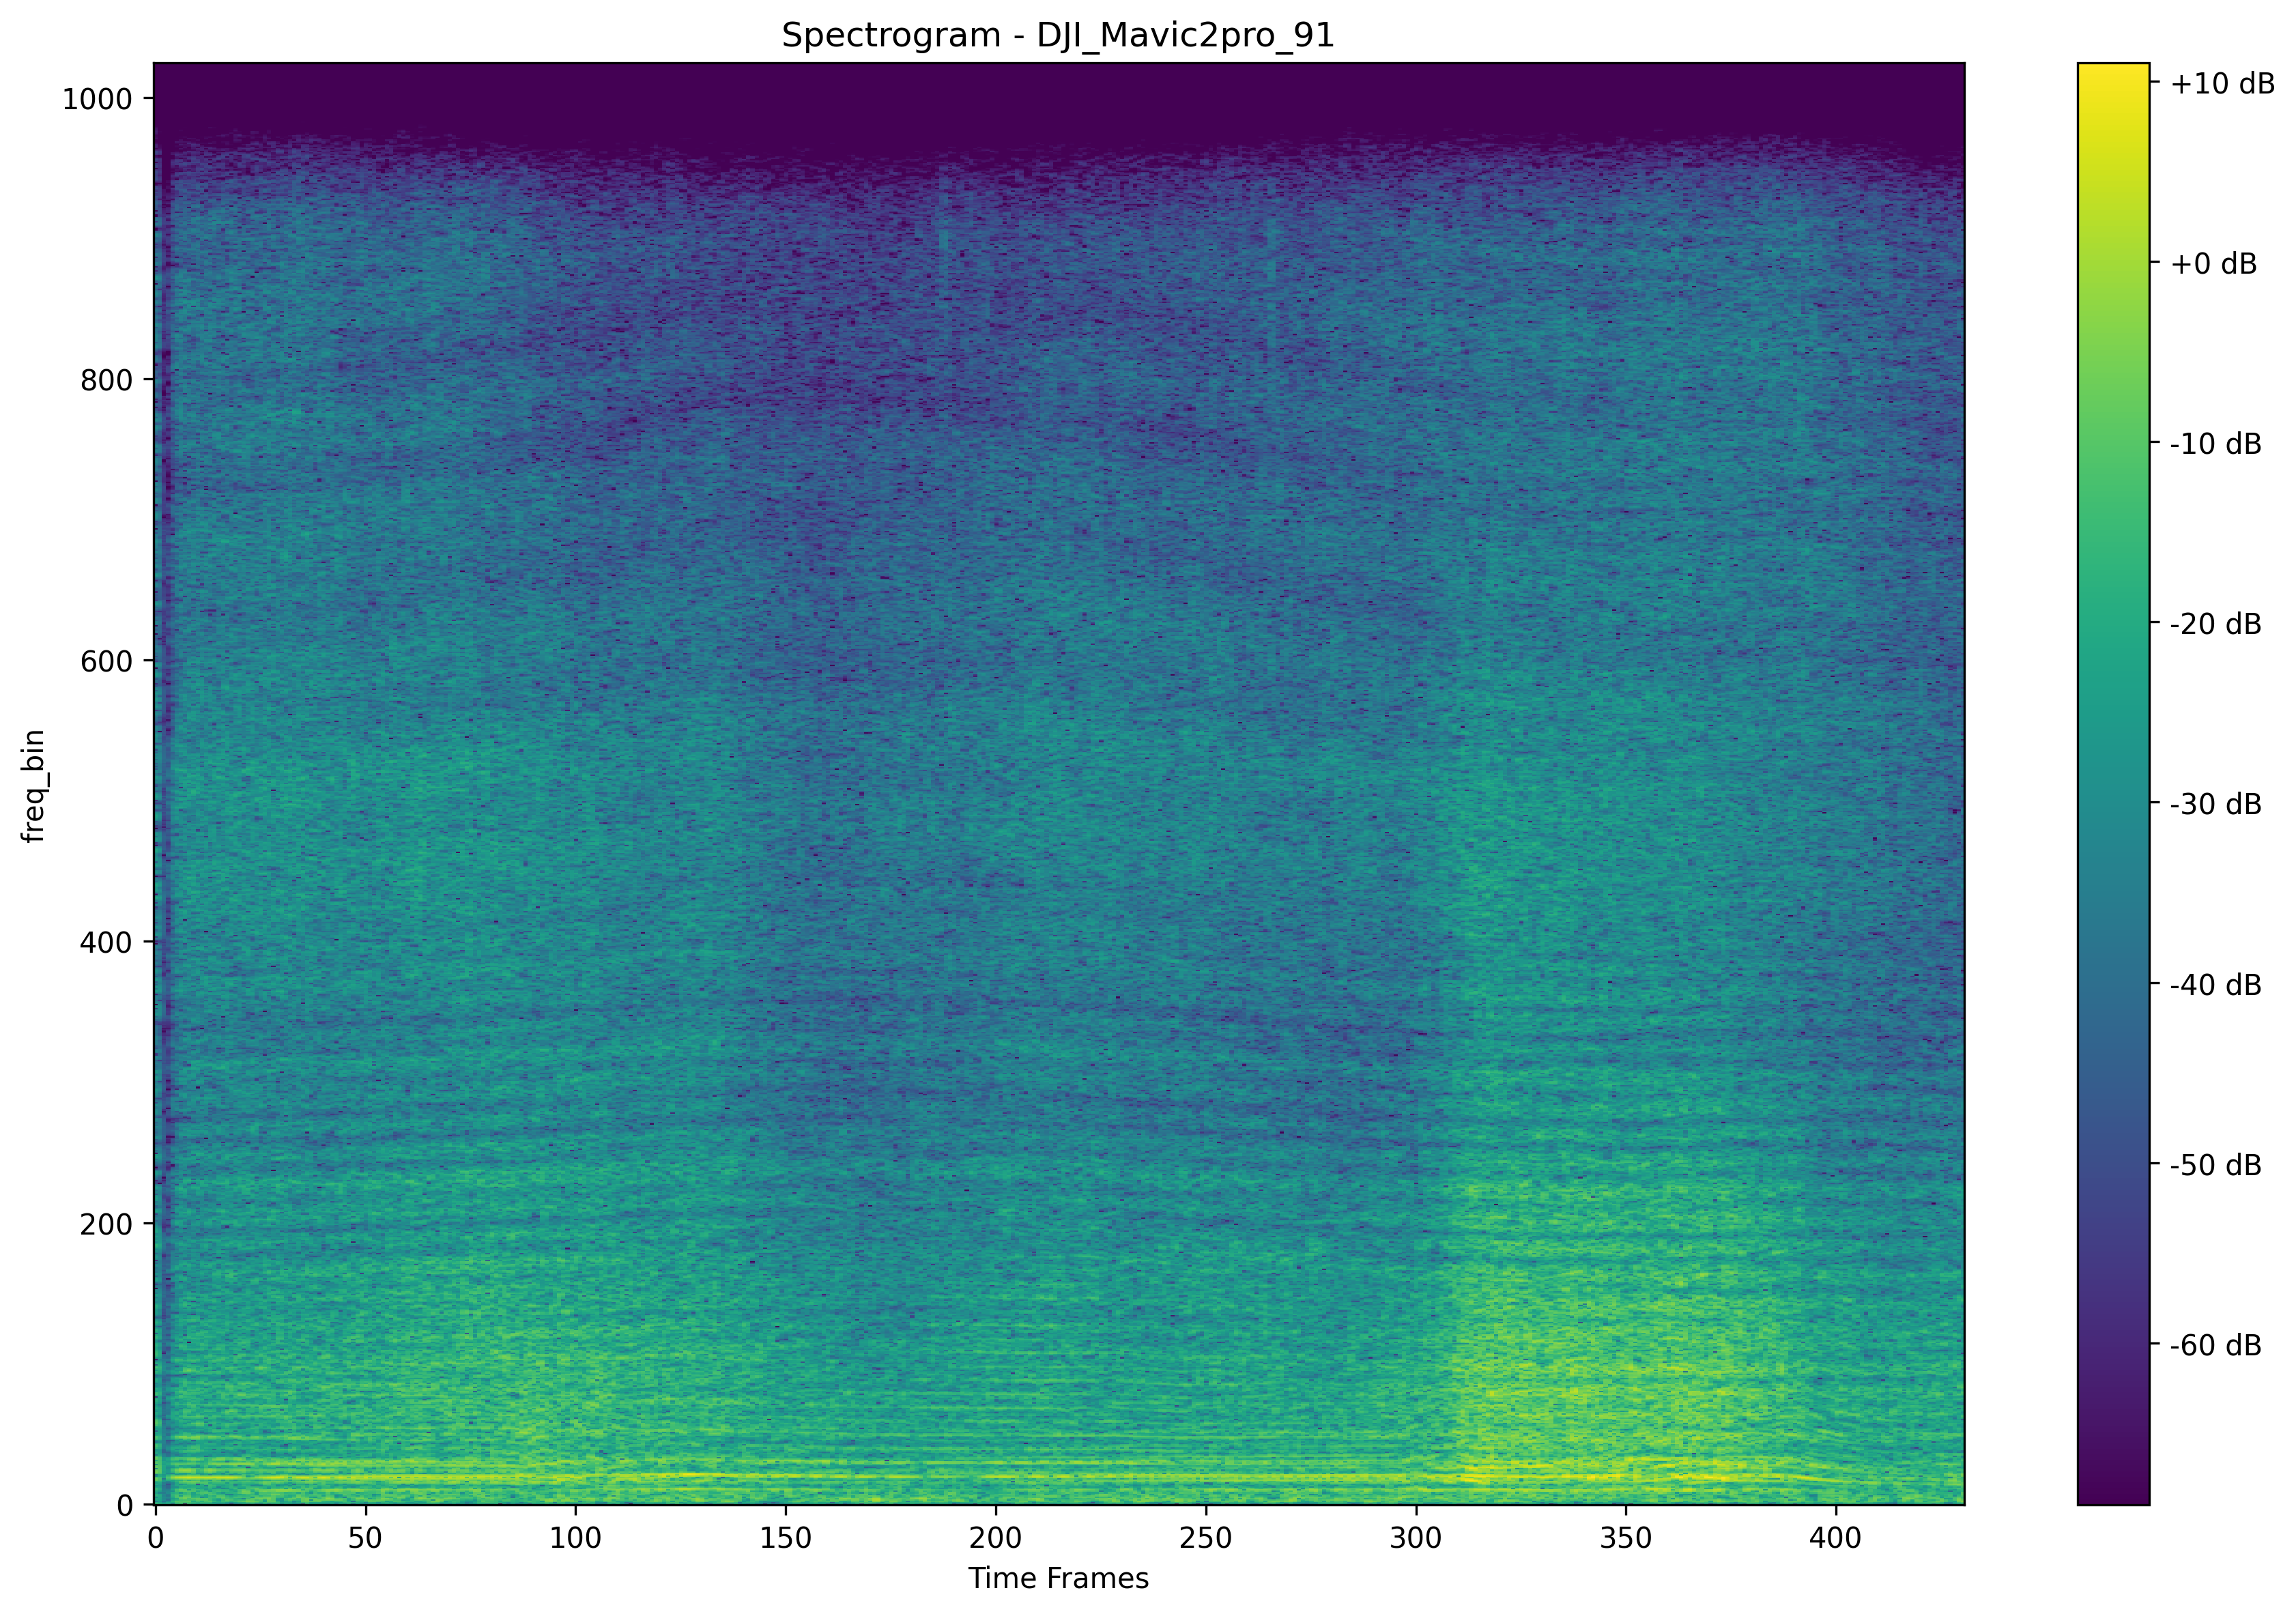 Spectrogram - DJI_Mavic2pro_91
1000
800
600
400
200
0
freq_bin
0 50 100 150 200 250 300 350 400
Time Frames
+10 dB
+0 dB
-10 dB
-20 dB
-30 dB
-40 dB
-50 dB
-60 dB